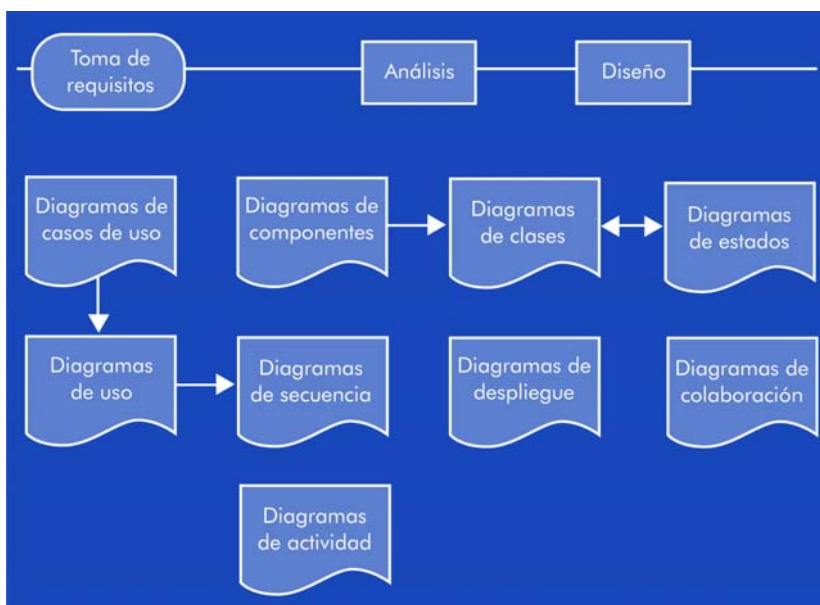 Toma de
requisitos
Análisis
Diseño
Diagramas de
casos de uso
Diagramas de
componentes
Diagramas
de clases
Diagramas
de estados
Diagramas
de uso
Diagramas
de secuencia
Diagramas de
despliegue
Diagramas de
colaboración
Diagramas
de actividad